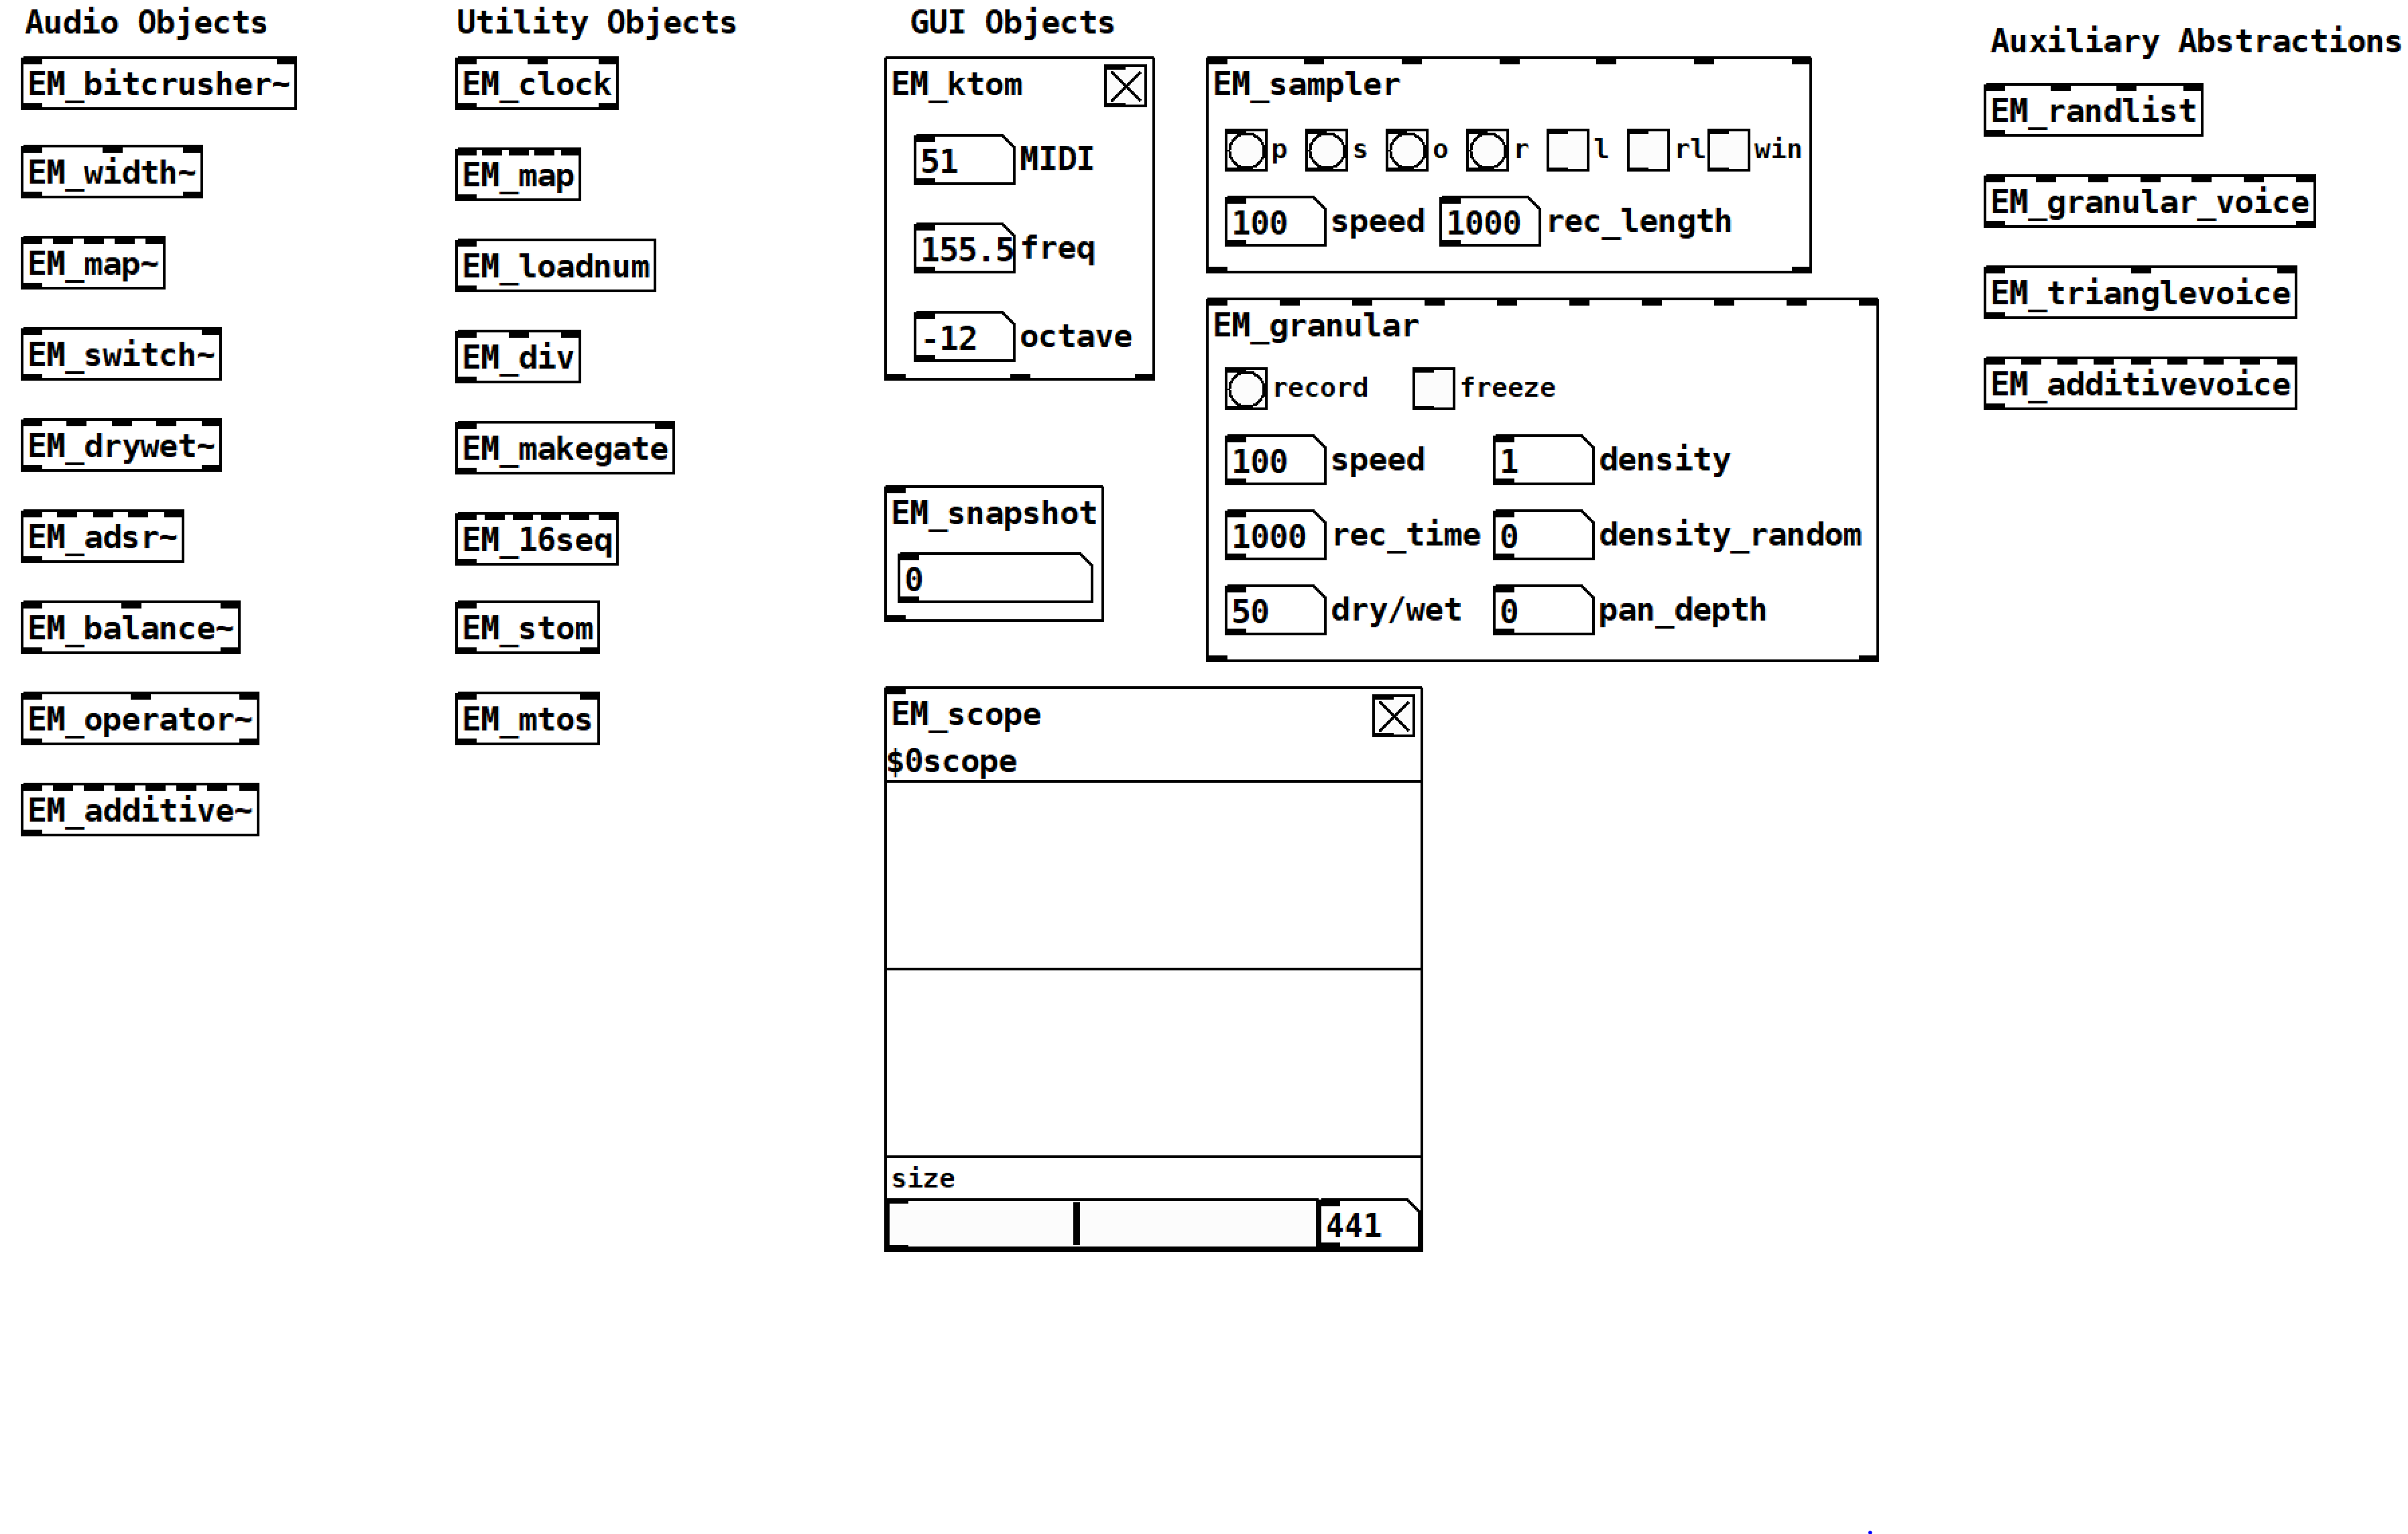 Audio Objects
EM_bitcrusher~
EM_width~
EM_map~
EM_switch~
EM_drywet~
EM_adsr~
EM_balance~
EM_operator~
EM_additive~
Utility Objects
EM_clock
EM_map
EM_loadnum
EM_div
EM_makegate
EM_16seq
EM_stom
EM_mtos
GUI Objects
EM_ktom
51 MIDI
155.5 freq
-12 octave
EM_snapshot
0
EM_sampler
p s o r l rl win
100 speed 1000 rec_length
EM_granular
record freeze
100 speed 1 density
1000 rec_time 0 density_random
50 dry/wet 0 pan_depth
EM_scope
$0scope
size
441
Auxiliary Abstractions
EM_randlist
EM_granular_voice
EM_trianglevoice
EM_additivevoice